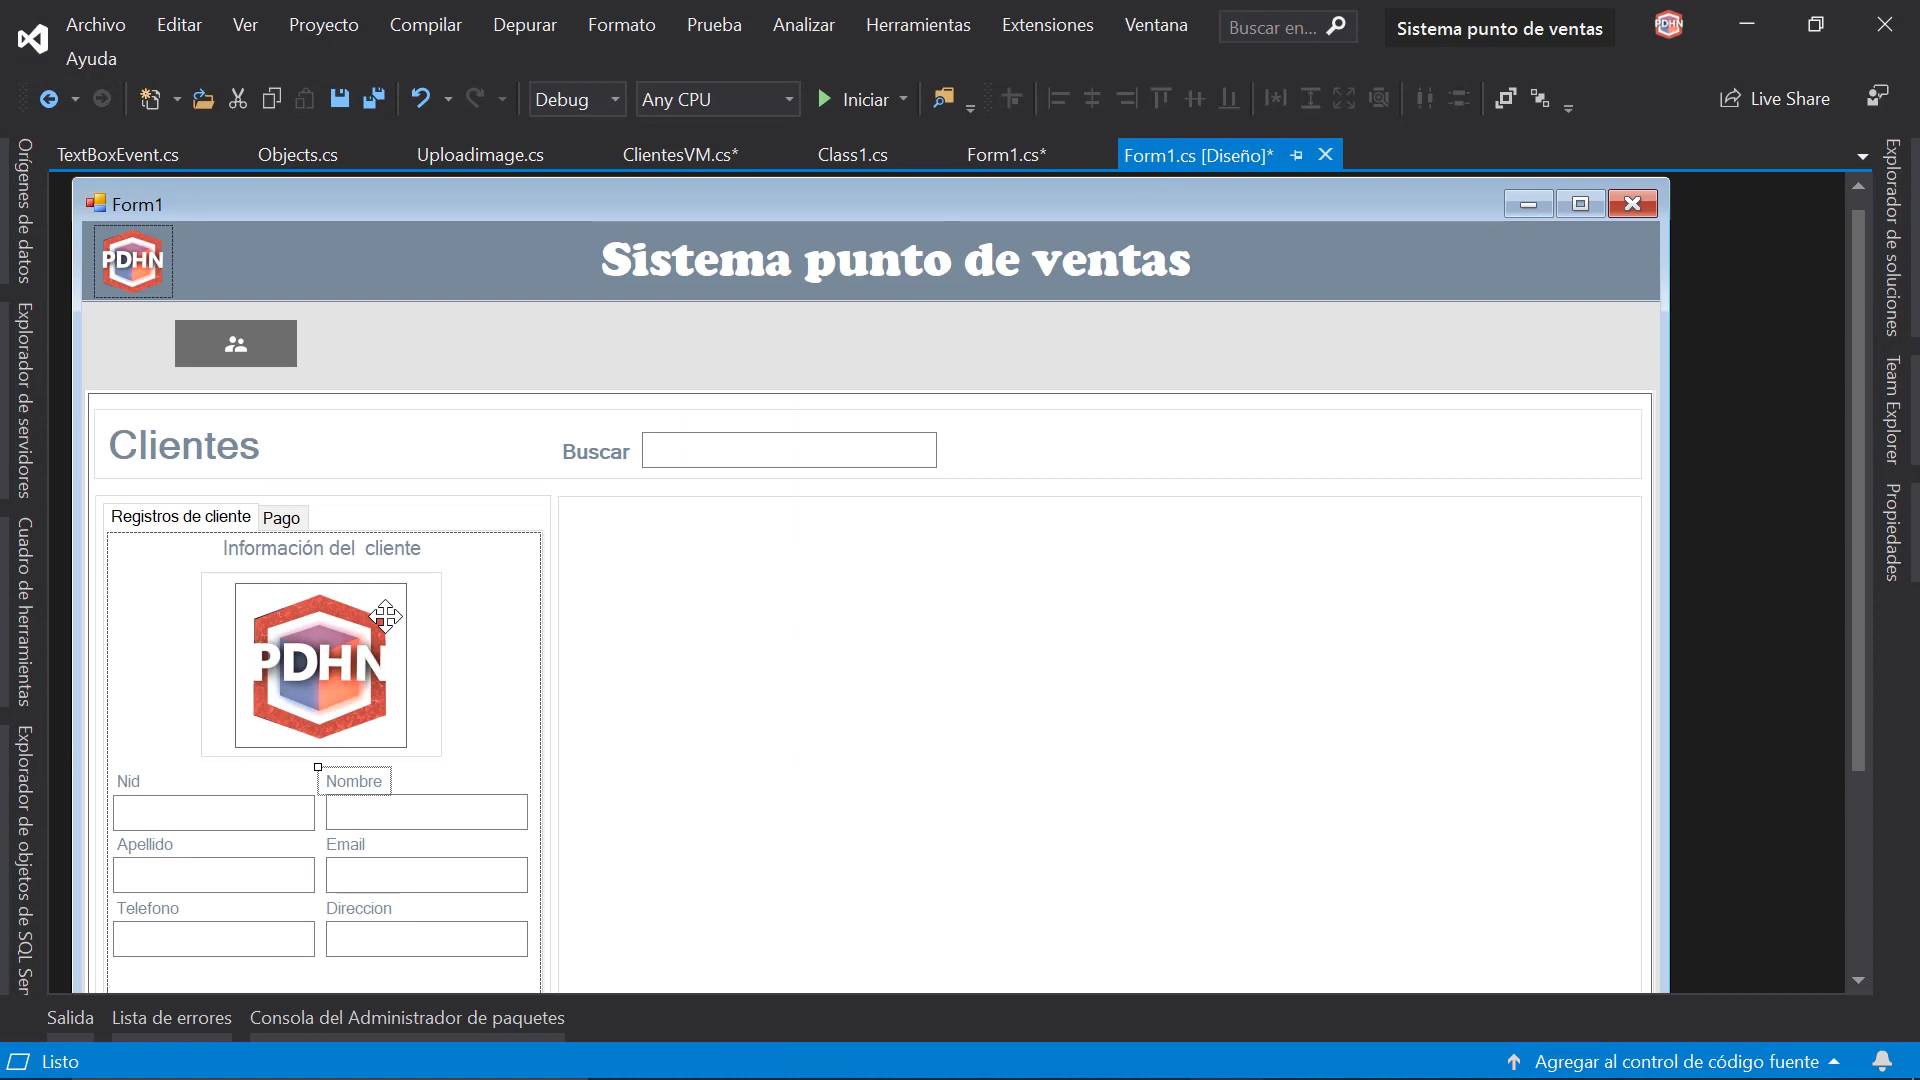 Archivo Editar Ver Proyecto Compilar Depurar Formato Prueba Analizar Herramientas Extensiones Ventana Buscar en... Sistema punto de ventas PDHN
Ayuda
Debug Any CPU Iniciar Live Share
TextBoxEvent.cs Objects.cs Uploadimage.cs ClientesVM.cs* Class1.cs Form1.cs* Form1.cs [Diseño]*
Orígenes de datos
Explorador de servidores
Cuadro de herramientas
Explorador de objetos de SQL Ser
Form1
PDHN Sistema punto de ventas
Clientes Buscar
Registros de cliente Pago
Información del cliente
PDHN
Nid Nombre
Apellido Email
Telefono Direccion
Explorador de soluciones
Team Explorer
Propiedades
Salida Lista de errores Consola del Administrador de paquetes
Listo Agregar al control de código fuente